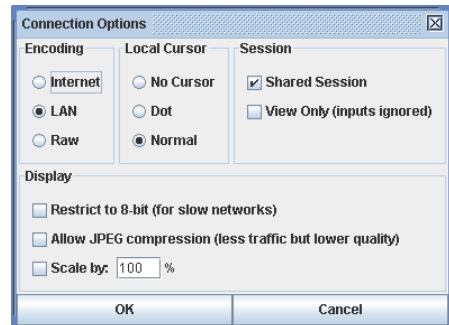 Connection Options
Encoding Local Cursor Session
Internet No Cursor Shared Session
LAN Dot View Only (inputs ignored)
Raw Normal
Display
Restrict to 8-bit (for slow networks)
Allow JPEG compression (less traffic but lower quality)
Scale by: 100 %
OK Cancel